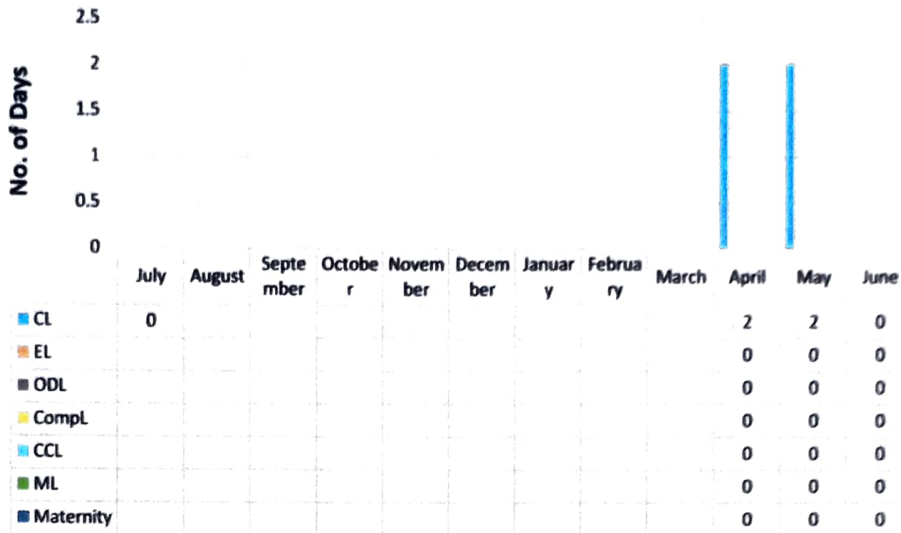 2.5
2
1.5
1
0.5
0
No. of Days
July August Septe mber Octobe r Novem ber Decem ber Januar y Februa ry March April May June
CL 0 2 2 0
EL 0 0 0
ODL 0 0 0
CompL 0 0 0
CCL 0 0 0
ML 0 0 0
Maternity 0 0 0